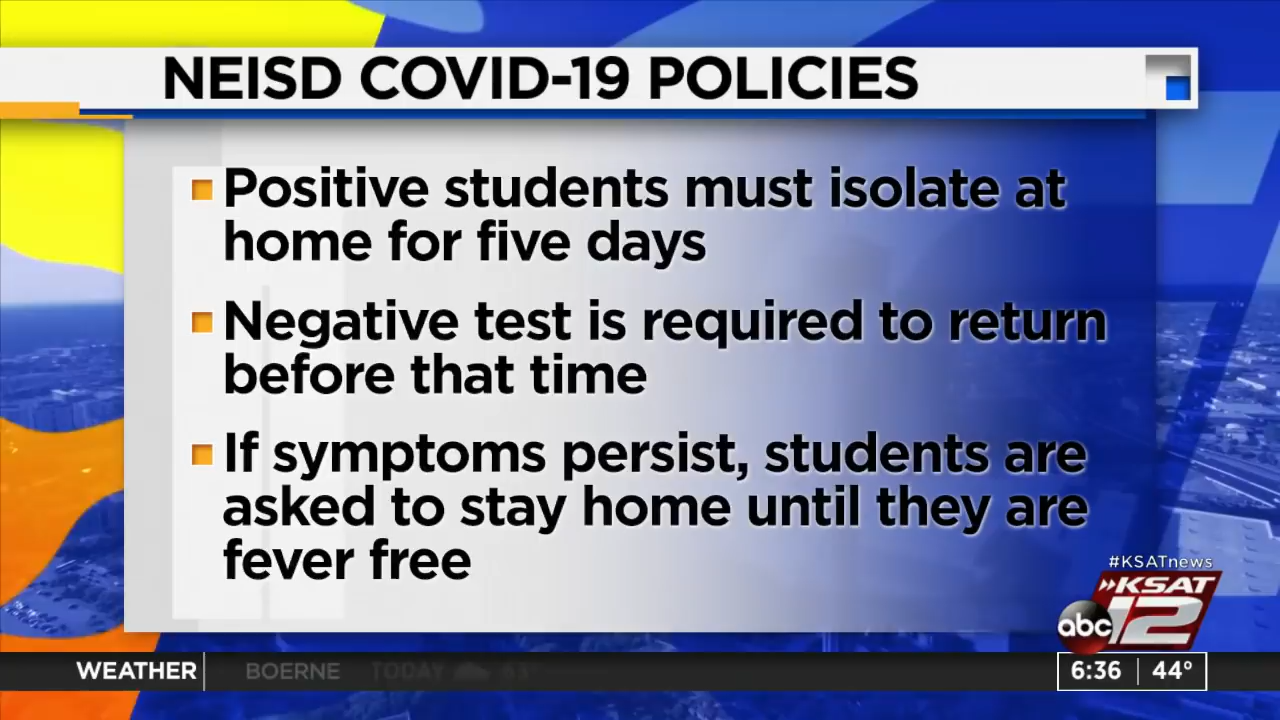 NEISD COVID-19 POLICIES
Positive students must isolate at
home for five days
Negative test is required to return
before that time
If symptoms persist, students are
asked to stay home until they are
fever free
#KSATnews
KSAT
abc 12
WEATHER BOERNE TODAY 63° 6:36 44°